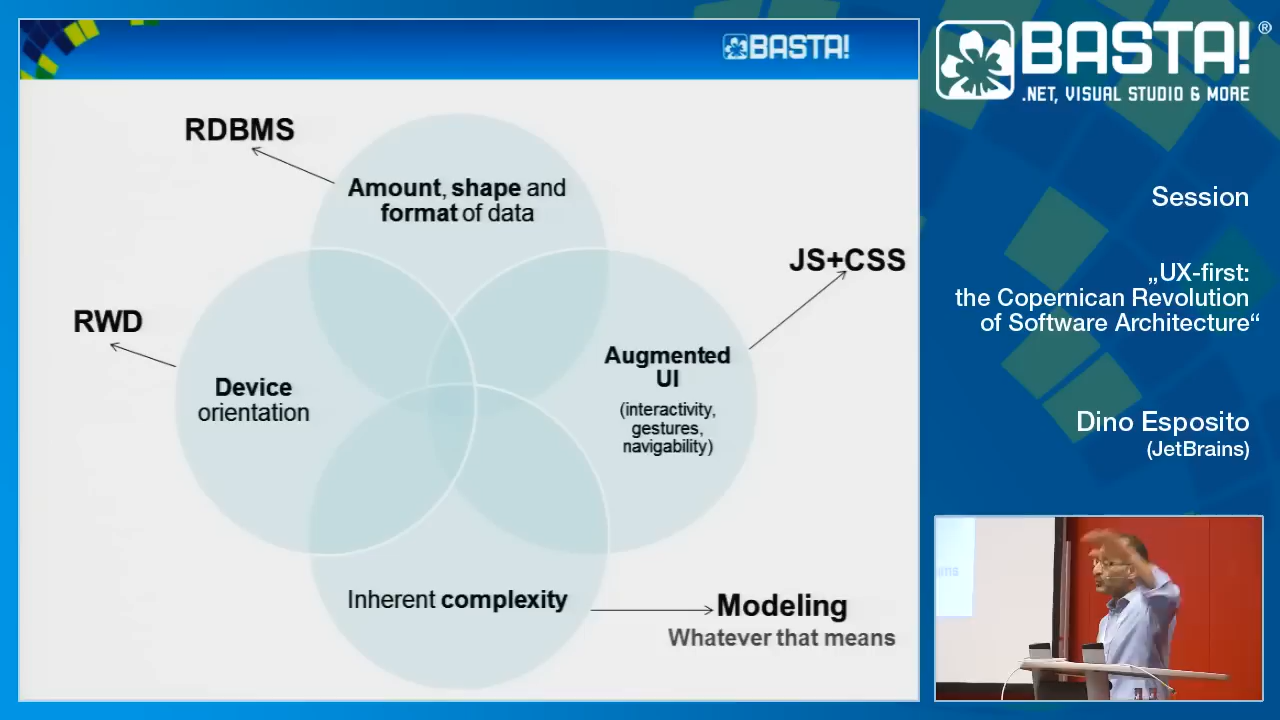 BASTA!
RDBMS
Amount, shape and
format of data
JS+CSS
RWD
Augmented
UI
(interactivity,
gestures,
navigability)
Device
orientation
Inherent complexity
Modeling
Whatever that means
BASTA!®
.NET, VISUAL STUDIO & MORE
Session
„UX-first:
the Copernican Revolution
of Software Architecture“
Dino Esposito
(JetBrains)